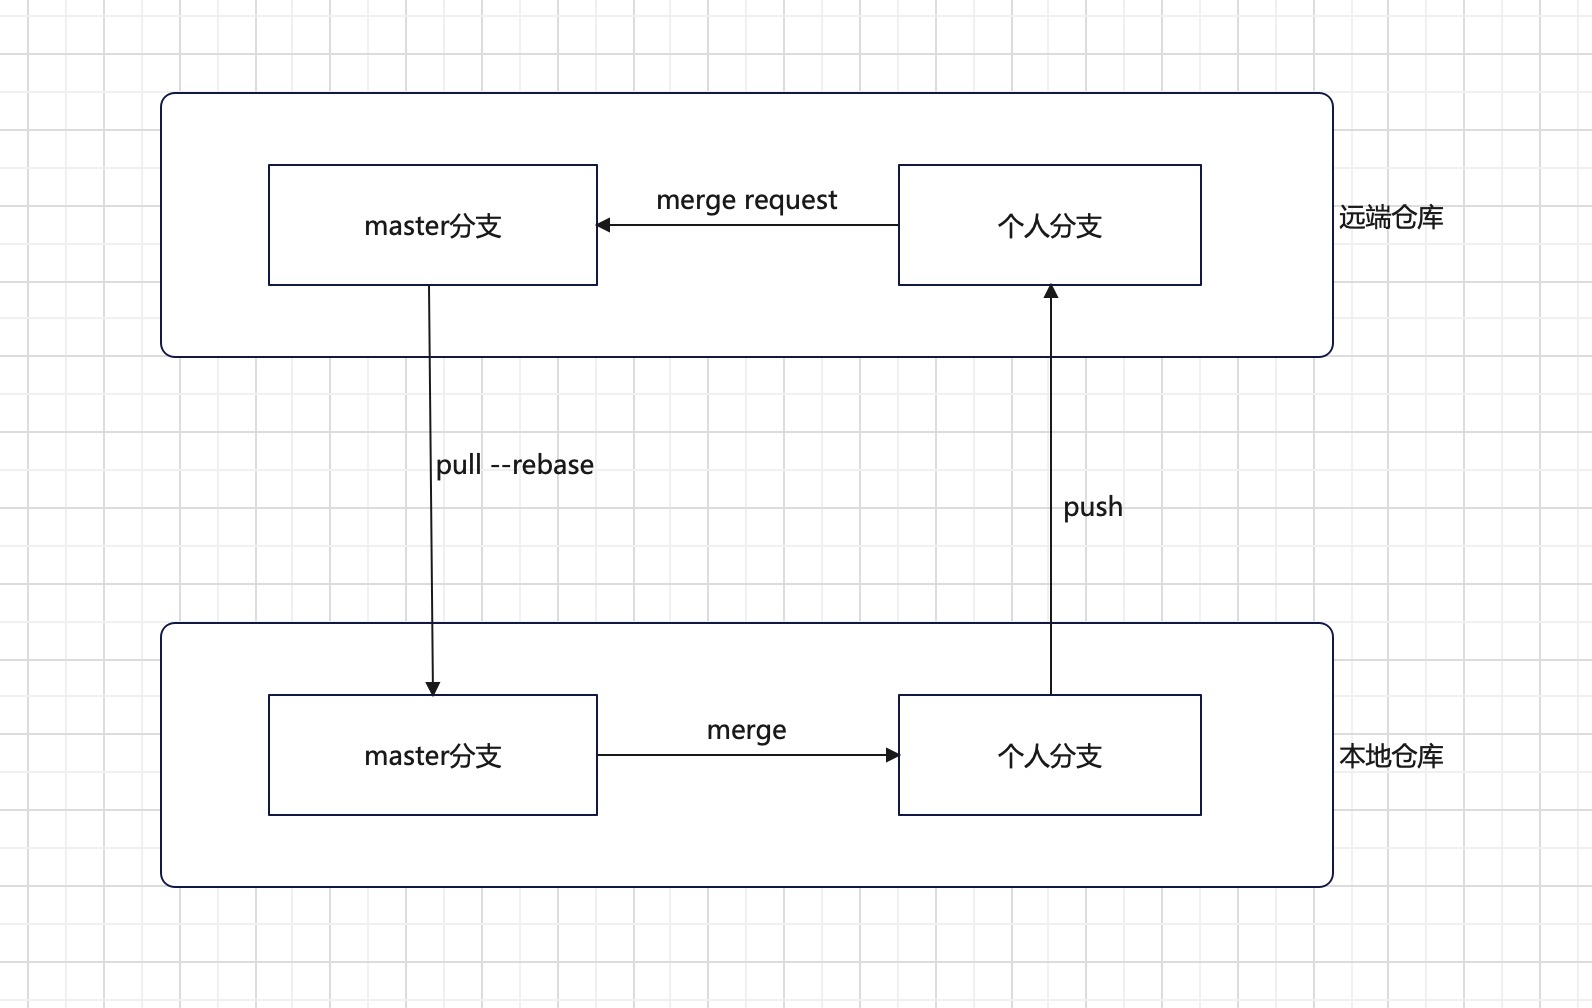 merge request
master分支
个人分支
远端仓库
pull --rebase
push
merge
master分支
个人分支
本地仓库